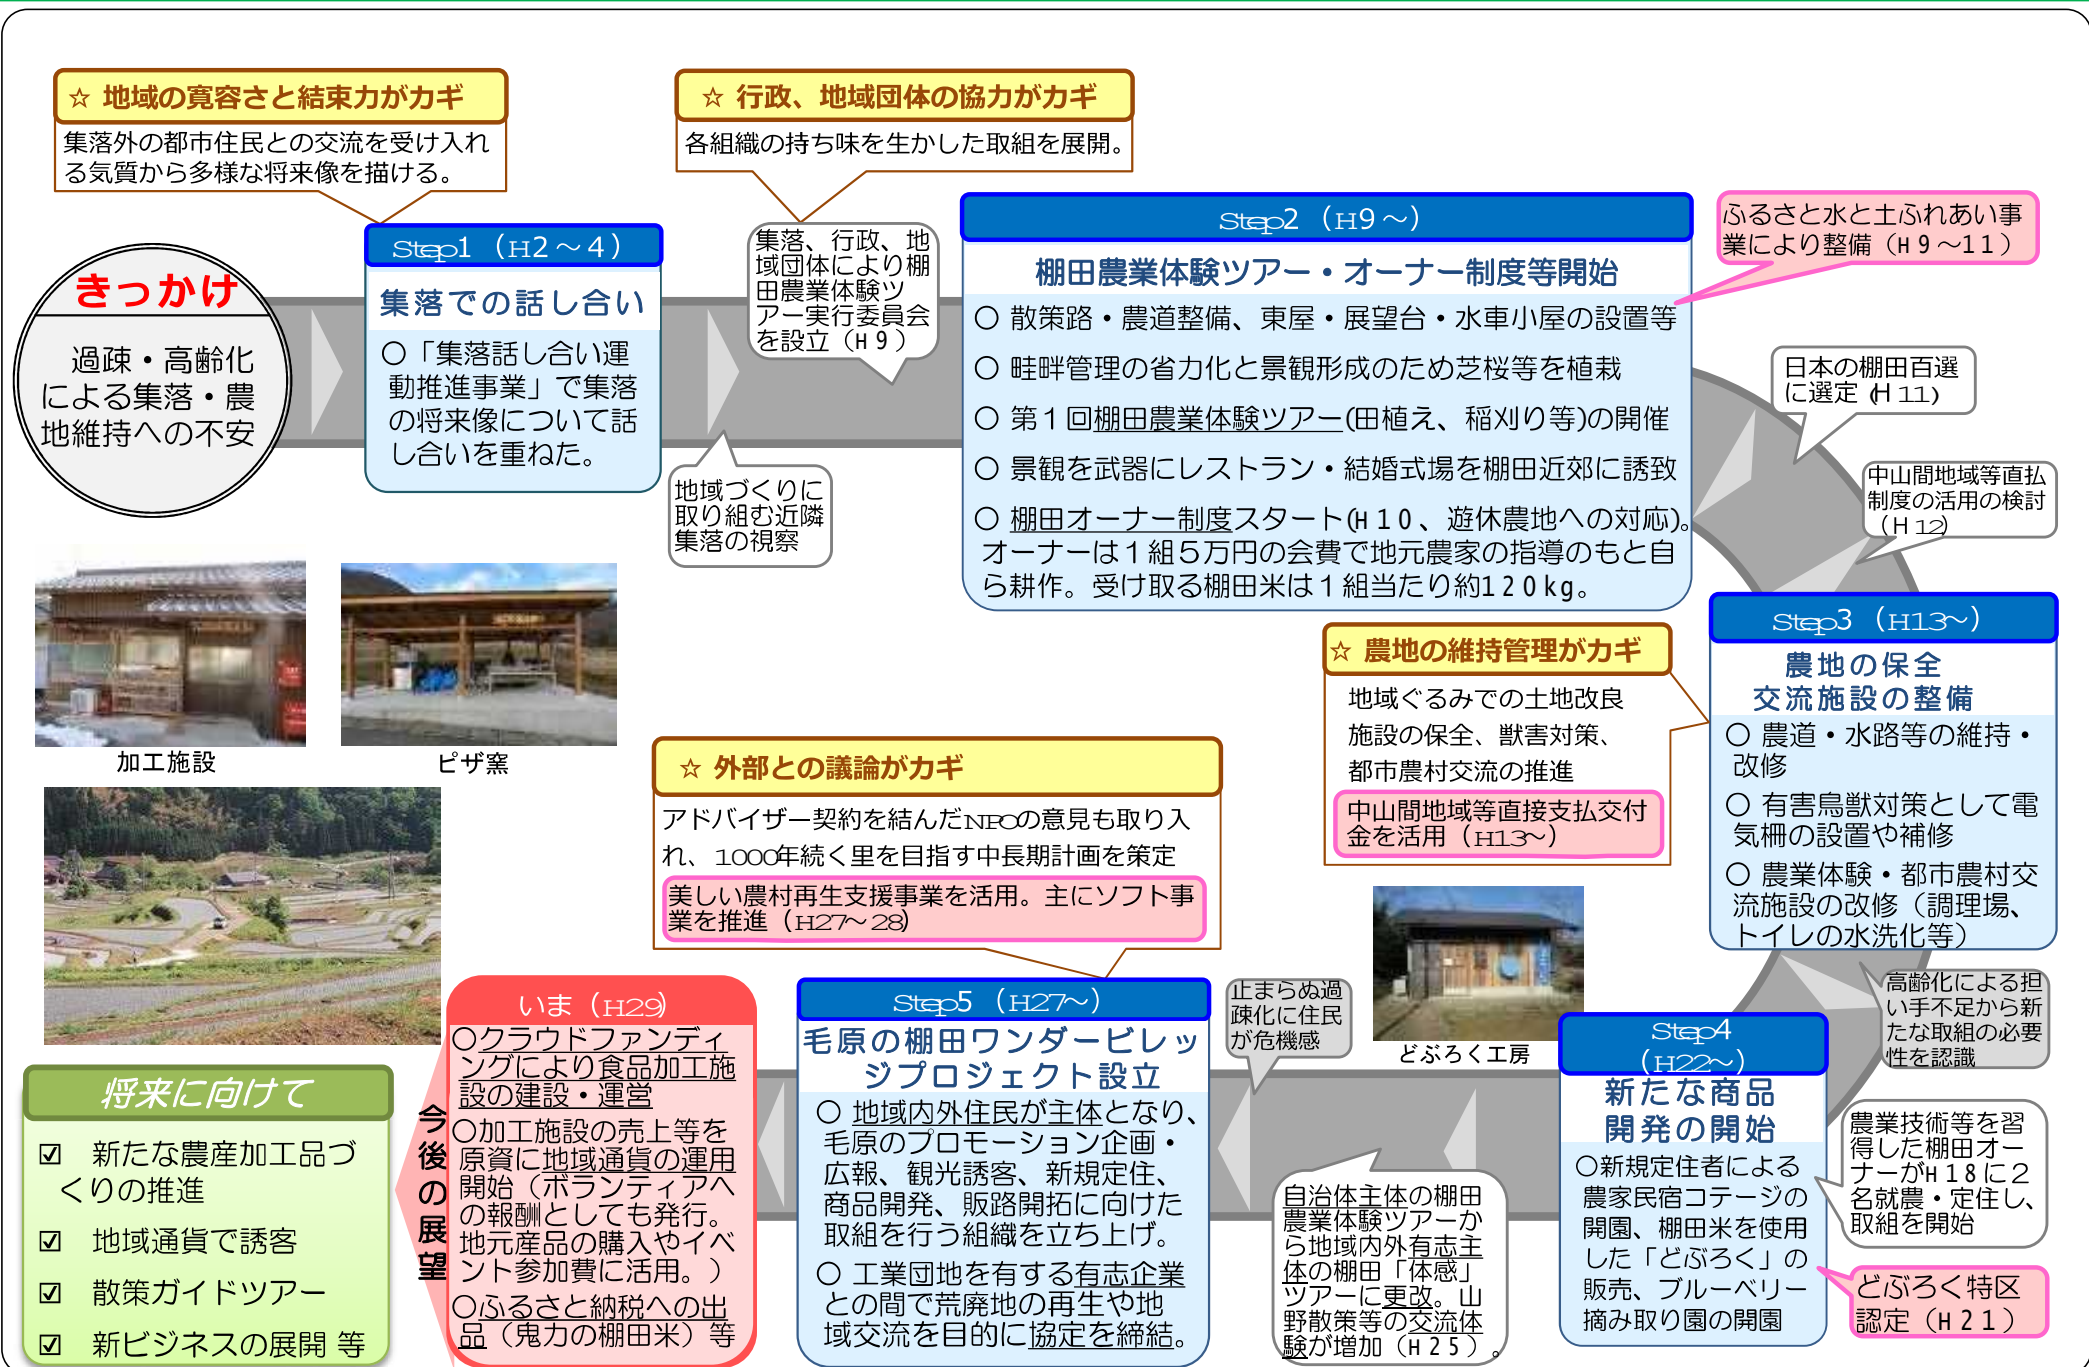 ☆ 地域の寛容さと結束力がカギ
集落外の都市住民との交流を受け入れ
る気質から多様な将来像を描ける。
☆ 行政、地域団体の協力がカギ
各組織の持ち味を生かした取組を展開。
きっかけ
過疎・高齢化
による集落・農
地維持への不安
Step1（H2～4）
集落での話し合い
〇「集落話し合い運
動推進事業」で集落
の将来像について話
し合いを重ねた。
地域づくりに
取り組む近隣
集落の視察
集落、行政、地
域団体により棚
田農業体験ツ
アー実行委員会
を設立（H9）
Step2（H9～）
棚田農業体験ツアー・オーナー制度等開始
〇 散策路・農道整備、東屋・展望台・水車小屋の設置等
〇 畦畔管理の省力化と景観形成のため芝桜等を植栽
〇 第1回棚田農業体験ツアー(田植え、稲刈り等)の開催
〇 景観を武器にレストラン・結婚式場を棚田近郊に誘致
〇 棚田オーナー制度スタート(H10、遊休農地への対応)。
オーナーは1組5万円の会費で地元農家の指導のもと自
ら耕作。受け取る棚田米は1組当たり約120kg。
ふるさと水と土ふれあい事
業により整備（H9～11）
日本の棚田百選
に選定（H11）
中山間地域等直払
制度の活用の検討
（H12）
Step3（H13～）
農地の保全
交流施設の整備
〇 農道・水路等の維持・
改修
〇 有害鳥獣対策として電
気柵の設置や補修
〇 農業体験・都市農村交
流施設の改修（調理場、
トイレの水洗化等）
☆ 農地の維持管理がカギ
地域ぐるみでの土地改良
施設の保全、獣害対策、
都市農村交流の推進
中山間地域等直接支払交付
金を活用（H13～）
高齢化による担
い手不足から新
たな取組の必要
性を認識
Step4
（H22～）
新たな商品
開発の開始
〇新規定住者による
農家民宿コテージの
開園、棚田米を使用
した「どぶろく」の
販売、ブルーベリー
摘み取り園の開園
農業技術等を習
得した棚田オー
ナーがH18に2
名就農・定住し、
取組を開始
どぶろく特区
認定（H21）
どぶろく工房
止まらぬ過
疎化に住民
が危機感
自治体主体の棚田
農業体験ツアーか
ら地域内外有志主
体の棚田「体感」
ツアーに更改。山
野散策等の交流体
験が増加（H25）。
☆ 外部との議論がカギ
アドバイザー契約を結んだNPOの意見も取り入
れ、1000年続く里を目指す中長期計画を策定
美しい農村再生支援事業を活用。主にソフト事
業を推進（H27～28）
Step5（H27～）
毛原の棚田ワンダービレッ
ジプロジェクト設立
〇 地域内外住民が主体となり、
毛原のプロモーション企画・
広報、観光誘客、新規定住、
商品開発、販路開拓に向けた
取組を行う組織を立ち上げ。
〇 工業団地を有する有志企業
との間で荒廃地の再生や地
域交流を目的に協定を締結。
いま（H29）
〇クラウドファンディ
ングにより食品加工施
設の建設・運営
〇加工施設の売上等を
原資に地域通貨の運用
開始（ボランティアへ
の報酬としても発行。
地元産品の購入やイベ
ント参加費に活用。）
〇ふるさと納税への出
品（鬼力の棚田米）等
今後の展望
加工施設
ピザ窯
将来に向けて
☑ 新たな農産加工品づ
くりの推進
☑ 地域通貨で誘客
☑ 散策ガイドツアー
☑ 新ビジネスの展開 等